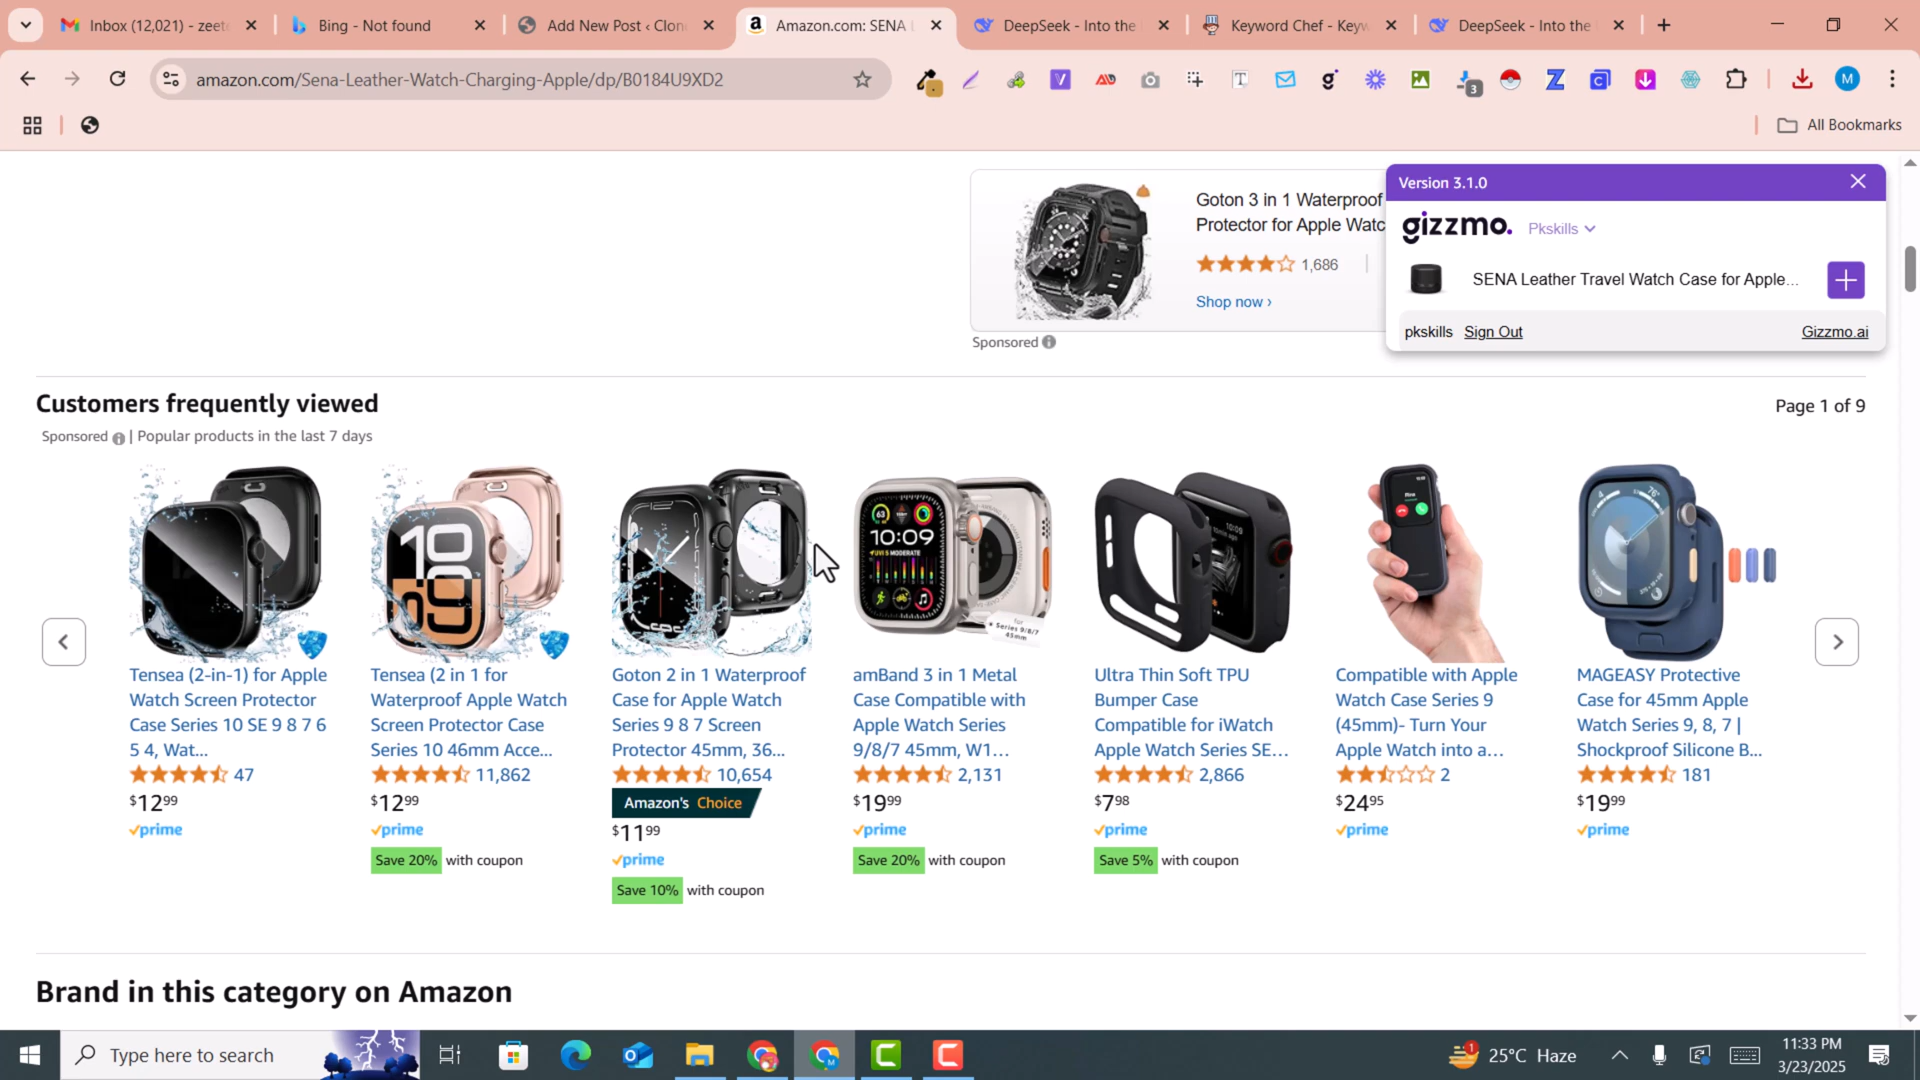 Inbox (12,021) - zeet
Bing - Not found
Add New Post ‹ Clon
Amazon.com: SENA L
DeepSeek - Into the
Keyword Chef - Keyw
DeepSeek - Into the
amazon.com/Sena-Leather-Watch-Charging-Apple/dp/B0184U9XD2
3
M
All Bookmarks
Goton 3 in 1 Waterproof
Protector for Apple Watc
1,686
Shop now ›
Sponsored
Version 3.1.0
gizzmo. Pkskills
SENA Leather Travel Watch Case for Apple...
pkskills Sign Out Gizzmo.ai
Customers frequently viewed
Page 1 of 9
Sponsored | Popular products in the last 7 days
Tensea (2-in-1) for Apple
Watch Screen Protector
Case Series 10 SE 9 8 7 6
5 4, Wat...
47
$12 99
prime
10
09
Tensea (2 in 1 for
Waterproof Apple Watch
Screen Protector Case
Series 10 46mm Acce...
11,862
$12 99
prime
Save 20% with coupon
Goton 2 in 1 Waterproof
Case for Apple Watch
Series 9 8 7 Screen
Protector 45mm, 36...
10,654
Amazon's Choice
$11 99
prime
Save 10% with coupon
10:09
for
Series 9/8/7
45mm
amBand 3 in 1 Metal
Case Compatible with
Apple Watch Series
9/8/7 45mm, W1...
2,131
$19 99
prime
Save 20% with coupon
Ultra Thin Soft TPU
Bumper Case
Compatible for iWatch
Apple Watch Series SE...
2,866
$7 98
prime
Save 5% with coupon
Compatible with Apple
Watch Case Series 9
(45mm)- Turn Your
Apple Watch into a...
2
$24 95
prime
MAGEASY Protective
Case for 45mm Apple
Watch Series 9, 8, 7 |
Shockproof Silicone B...
181
$19 99
prime
Brand in this category on Amazon
Type here to search
25°C Haze
11:33 PM
3/23/2025